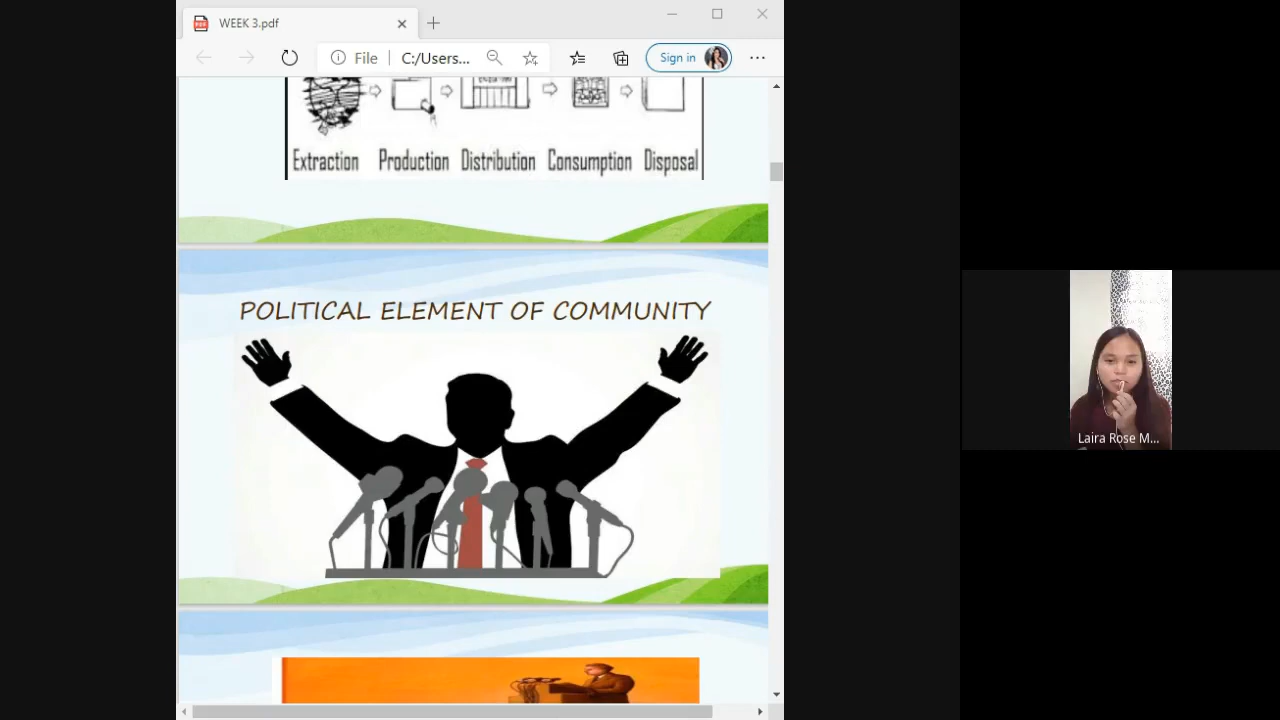 WEEK 3.pdf
File
C:/Users...
Sign in
Extraction Production Distribution Consumption Disposal
POLITICAL ELEMENT OF COMMUNITY
Laira Rose M...